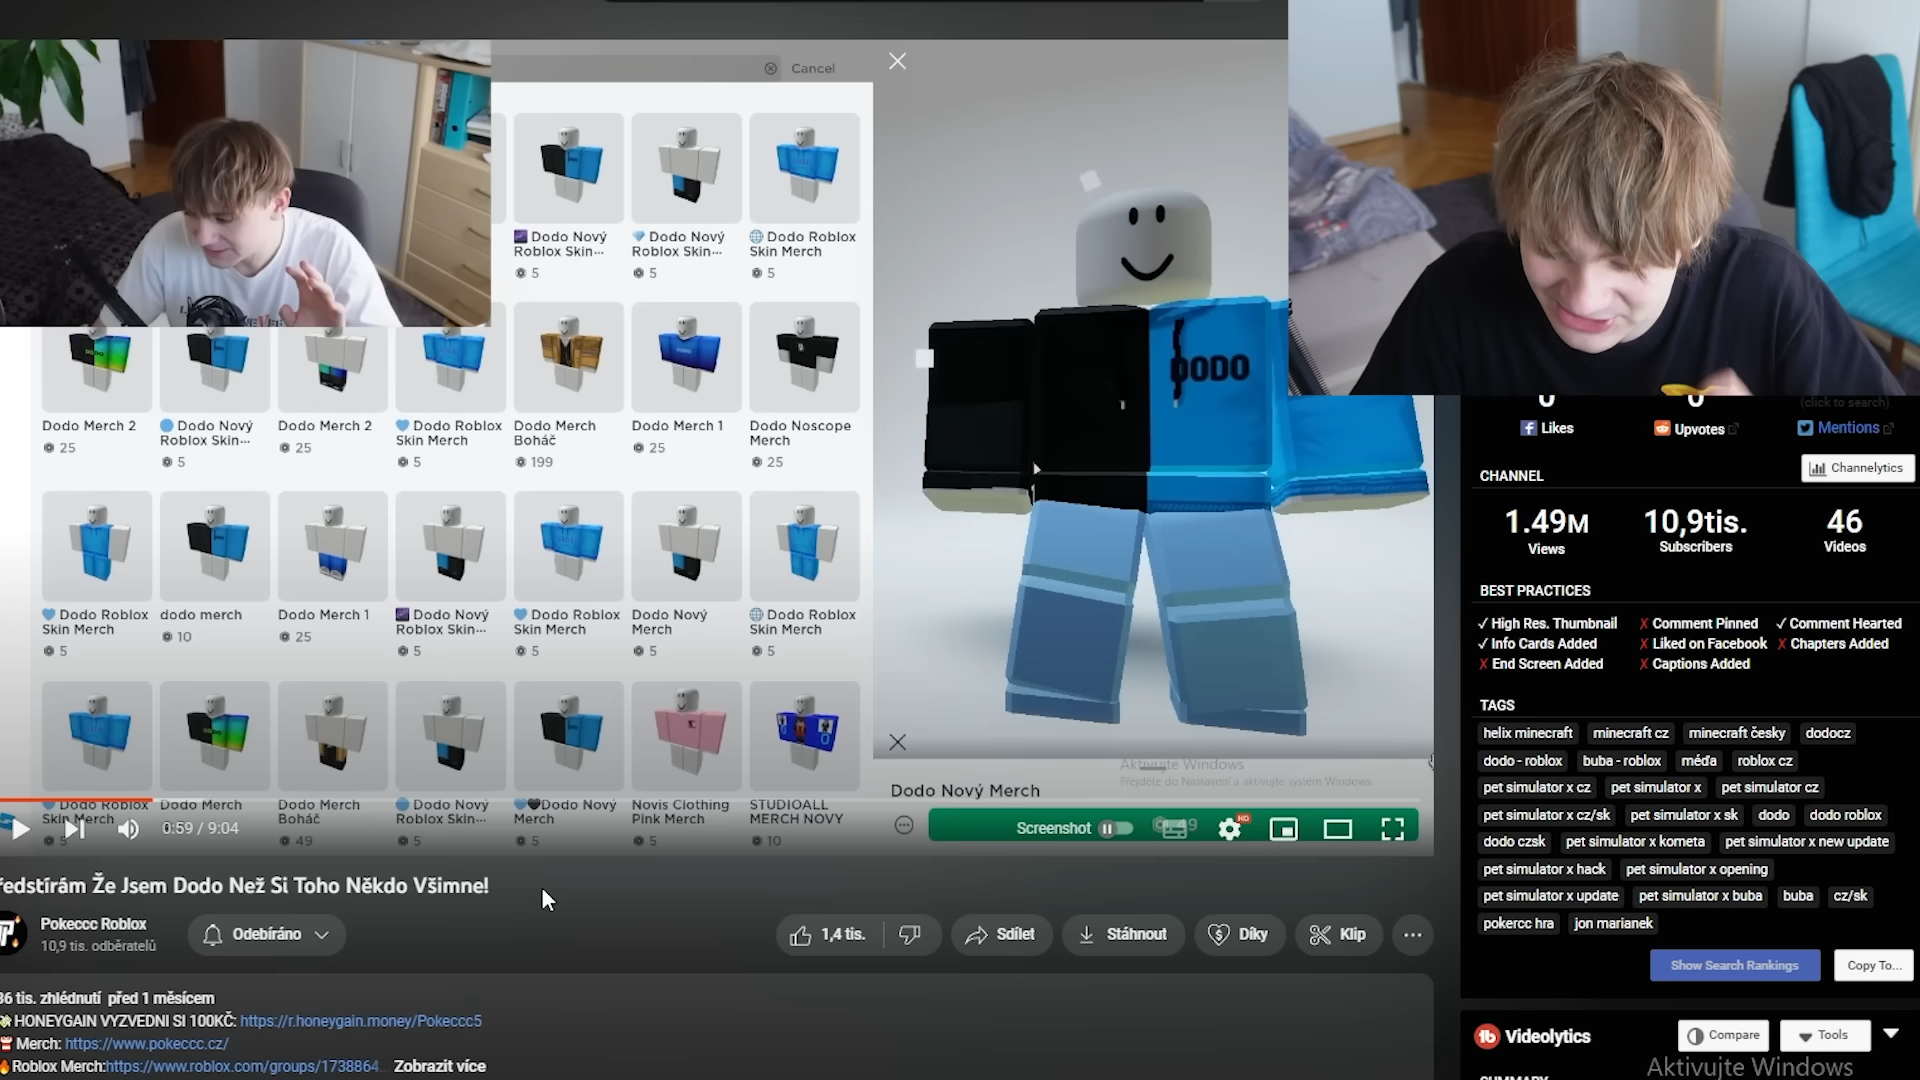 Cancel
Dodo Nový
Roblox Skin...
5
Dodo Nový
Roblox Skin...
5
Dodo Roblox
Skin Merch
5
Dodo Merch 2
25
Dodo Nový
Roblox Skin...
5
Dodo Merch 2
25
Dodo Roblox
Skin Merch
5
Dodo Merch
Boháč
199
Dodo Merch 1
25
Dodo Noscope
Merch
25
Dodo Roblox
Skin Merch
5
dodo merch
10
Dodo Merch 1
25
Dodo Nový
Roblox Skin...
5
Dodo Roblox
Skin Merch
5
Dodo Nový
Merch
5
Dodo Roblox
Skin Merch
5
Dodo Roblox
Skin Merch
5
Dodo Merch
Dodo Merch
Boháč
49
Dodo Nový
Roblox Skin...
5
Dodo Nový
Merch
5
Novis Clothing
Pink Merch
5
STUDIOALL
MERCH NOVY
10
DODO
Aktivujte Windows
Přejděte do Nastavení a aktivujte systém Windows.
Dodo Nový Merch
0:59 / 9:04
Screenshot
HD
ředstírám Že Jsem Dodo Než Si Toho Někdo Všimne!
Pokeccc Roblox
10,9 tis. odběratelů
Odebíráno
1,4 tis.
Sdílet
Stáhnout
Díky
Klip
36 tis. zhlédnutí před 1 měsícem
HONEYGAIN VYZVEDNI SI 100KČ: https://r.honeygain.money/Pokeccc5
Merch: https://www.pokeccc.cz/
Roblox Merch:https://www.roblox.com/groups/1738864... Zobrazit více
0 0 (click to search)
Likes Upvotes Mentions
CHANNEL
Channelytics
1.49M 10,9tis. 46
Views Subscribers Videos
BEST PRACTICES
✓ High Res. Thumbnail ✗ Comment Pinned ✓ Comment Hearted
✓ Info Cards Added ✗ Liked on Facebook ✗ Chapters Added
✗ End Screen Added ✗ Captions Added
TAGS
helix minecraft minecraft cz minecraft česky dodocz
dodo - roblox buba - roblox méďa roblox cz
pet simulator x cz pet simulator x pet simulator cz
pet simulator x cz/sk pet simulator x sk dodo dodo roblox
dodo czsk pet simulator x kometa pet simulator x new update
pet simulator x hack pet simulator x opening
pet simulator x update pet simulator x buba buba cz/sk
pokercc hra jon marianek
Show Search Rankings Copy To...
Videolytics Compare Tools
Aktivujte Windows